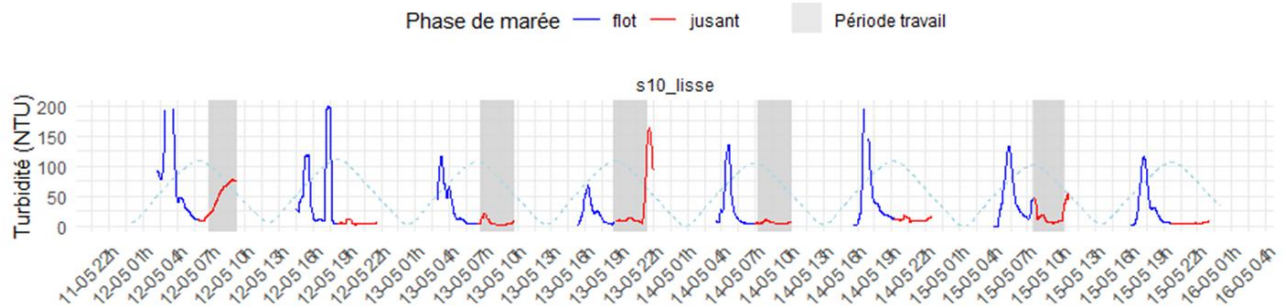 Phase de marée flot jusant Période travail
s10_lisse
Turbidité (NTU)
200
150
100
50
0
11-05 22h
12-05 01h
12-05 04h
12-05 07h
12-05 10h
12-05 13h
12-05 16h
12-05 19h
12-05 22h
13-05 01h
13-05 04h
13-05 07h
13-05 10h
13-05 13h
13-05 16h
13-05 19h
13-05 22h
14-05 01h
14-05 04h
14-05 07h
14-05 10h
14-05 13h
14-05 16h
14-05 19h
14-05 22h
15-05 01h
15-05 04h
15-05 07h
15-05 10h
15-05 13h
15-05 16h
15-05 19h
15-05 22h
16-05 01h
16-05 04h